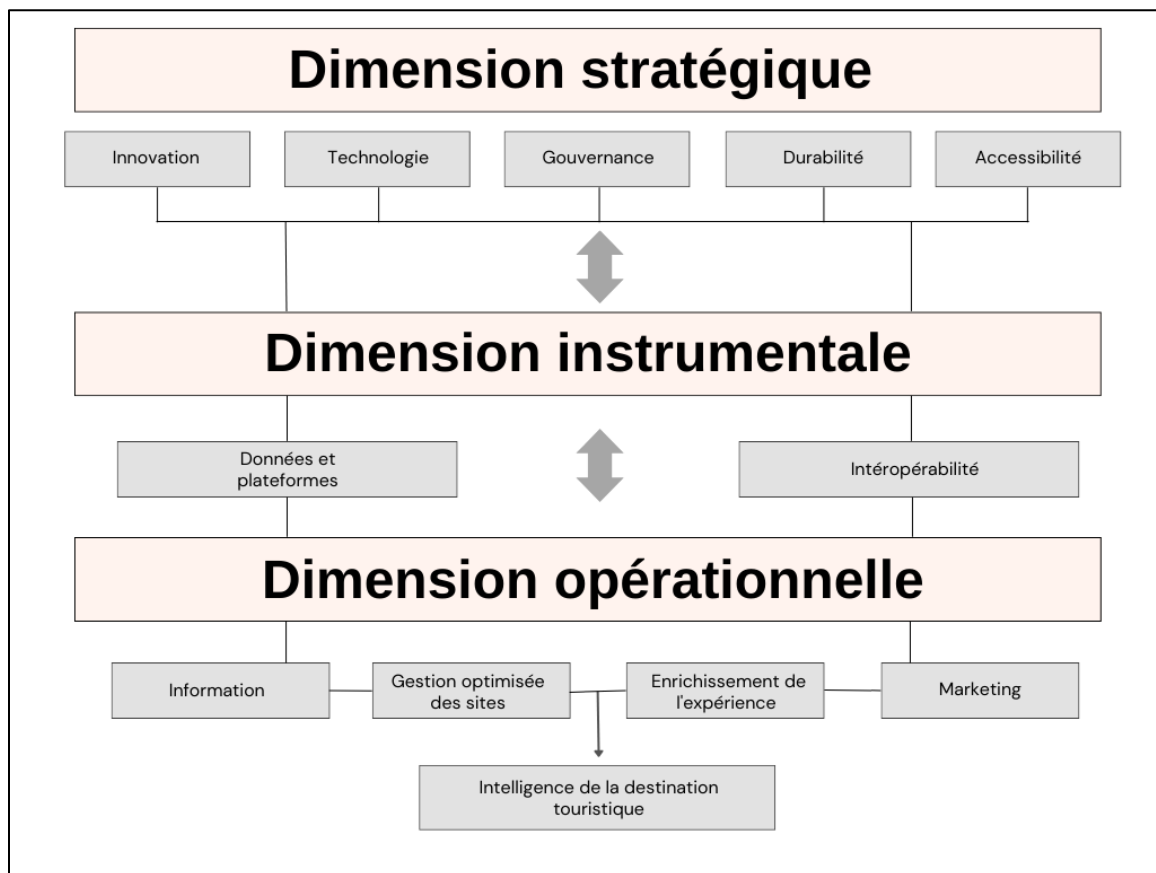 Dimension stratégique
Innovation
Technologie
Gouvernance
Durabilité
Accessibilité
Dimension instrumentale
Données et
plateformes
Intéropérabilité
Dimension opérationnelle
Information
Gestion optimisée
des sites
Enrichissement de
l'expérience
Marketing
Intelligence de la destination
touristique